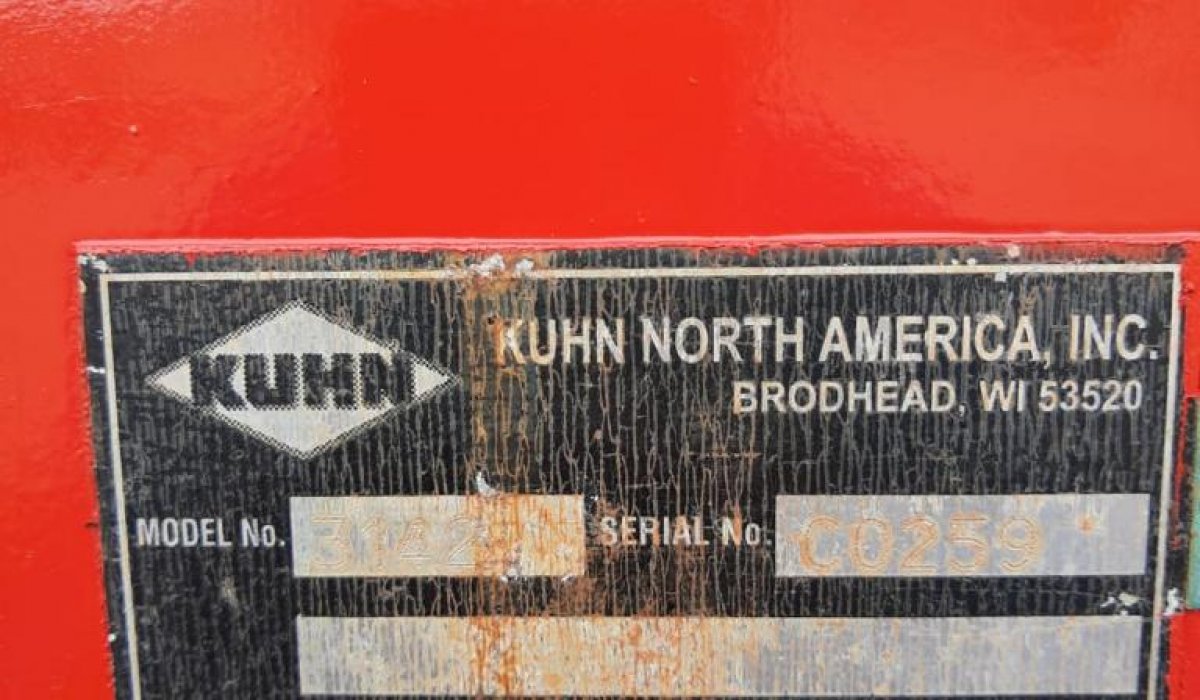 KUHN
KUHN NORTH AMERICA, INC.
BRODHEAD, WI 53520
MODEL No. 3142 SERIAL No. C0259 *